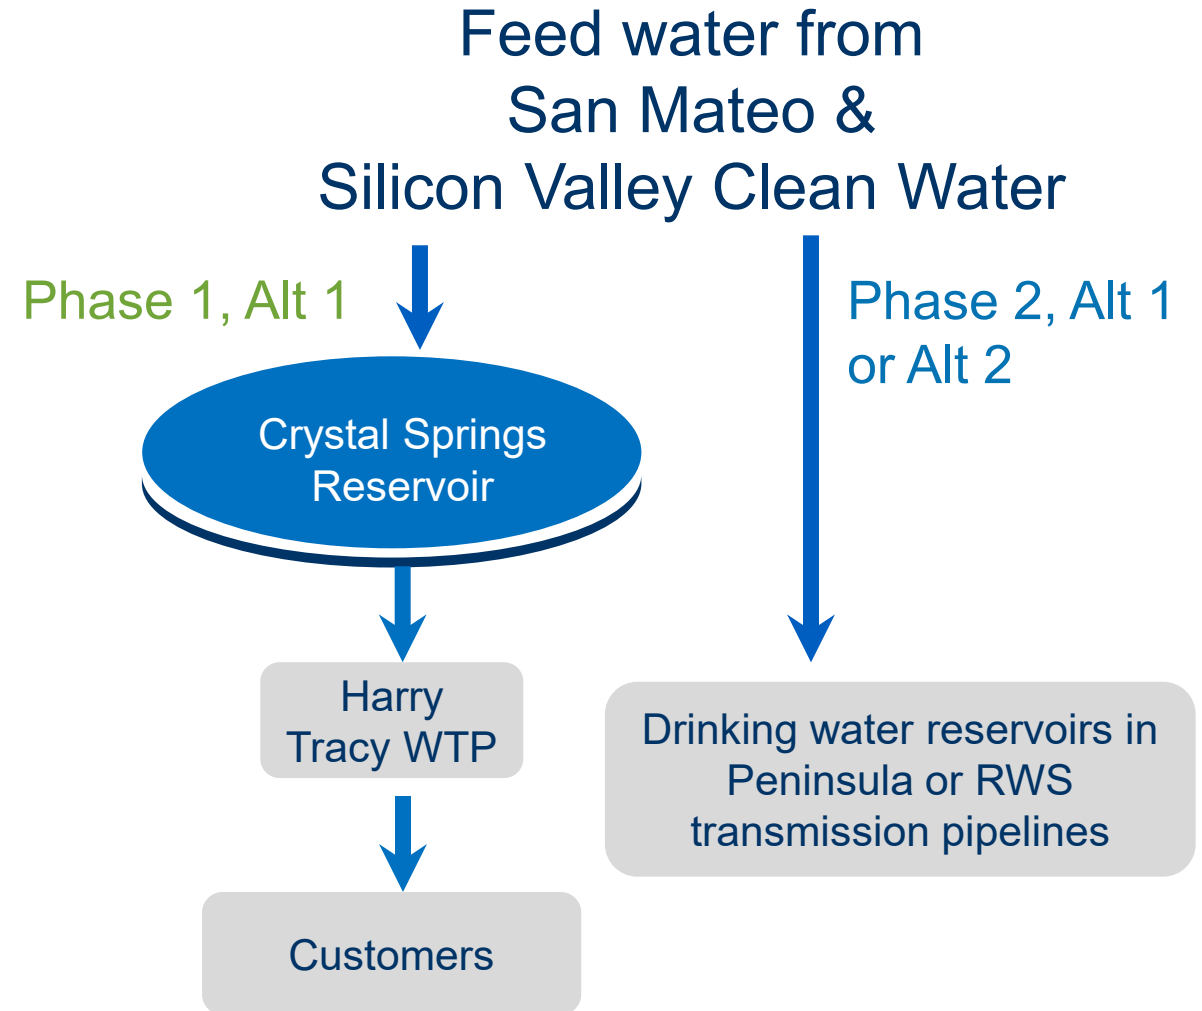 Feed water from
San Mateo &
Silicon Valley Clean Water
Phase 1, Alt 1
Phase 2, Alt 1
or Alt 2
Crystal Springs
Reservoir
Harry
Tracy WTP
Drinking water reservoirs in
Peninsula or RWS
transmission pipelines
Customers